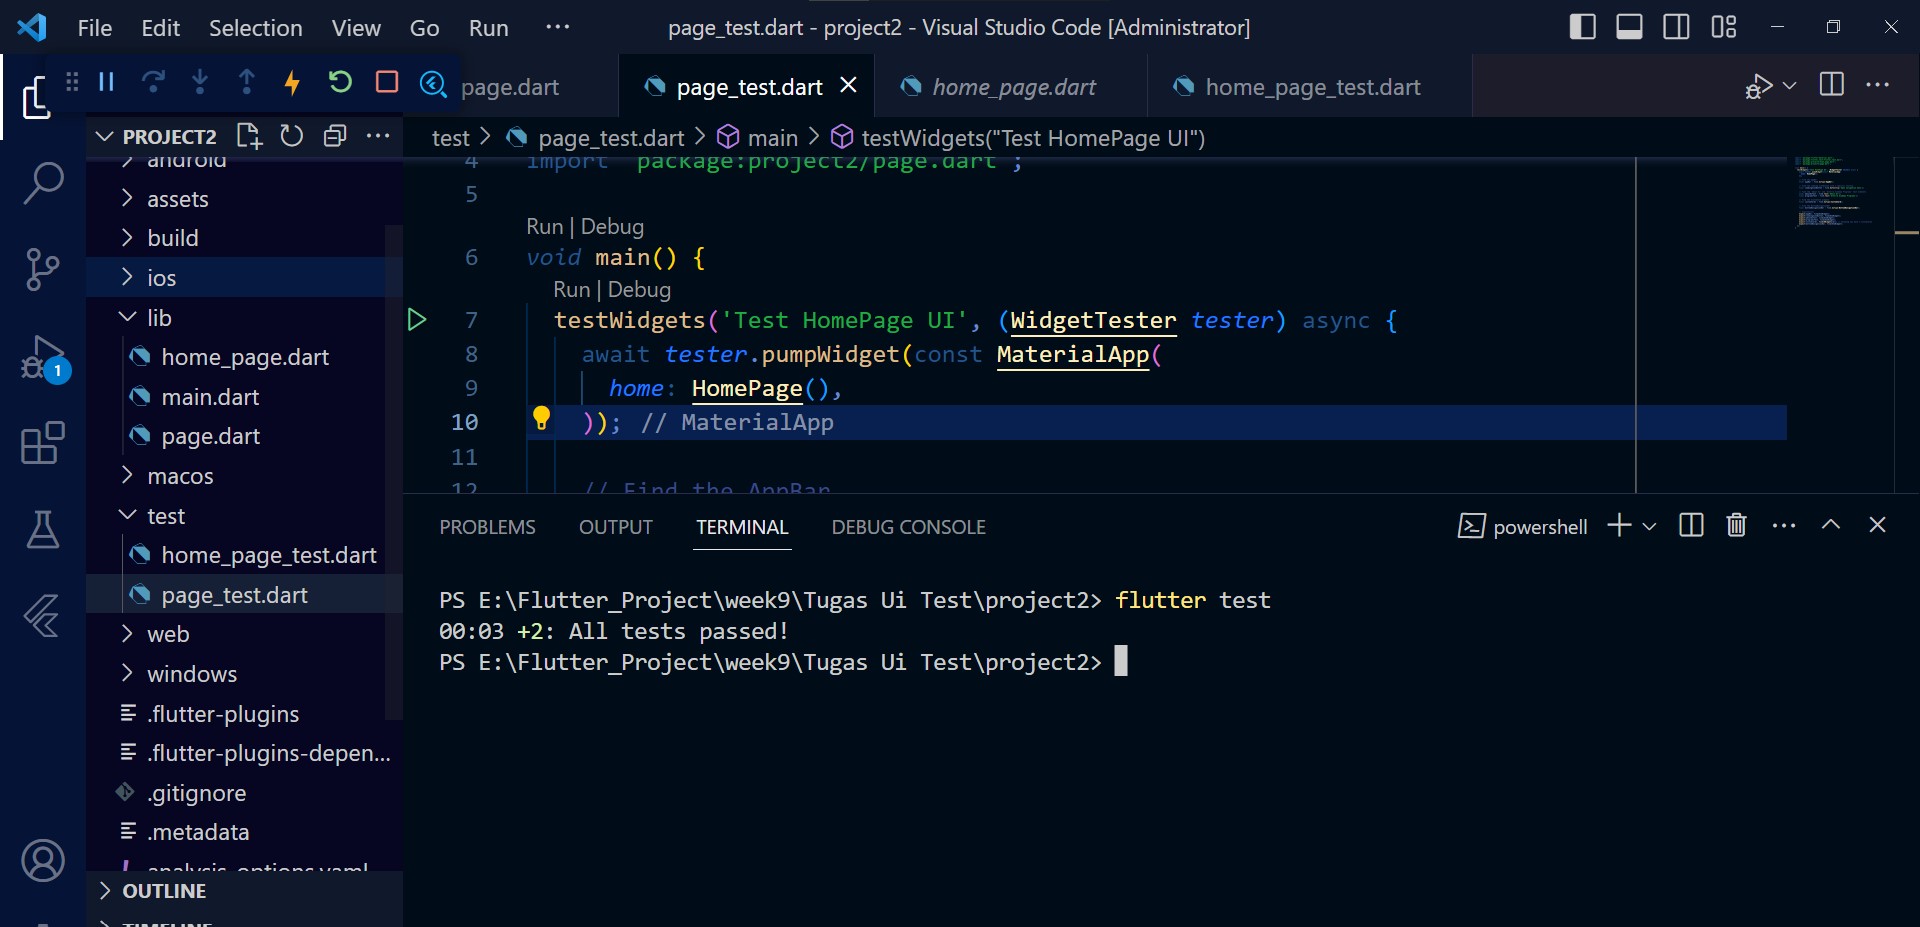 File Edit Selection View Go Run ··· page_test.dart - project2 - Visual Studio Code [Administrator]
page.dart page_test.dart home_page.dart home_page_test.dart
PROJECT2
test > page_test.dart > main > testWidgets("Test HomePage UI")
android
assets
build
ios
lib
home_page.dart
main.dart
page.dart
macos
test
home_page_test.dart
page_test.dart
web
windows
.flutter-plugins
.flutter-plugins-depen...
.gitignore
.metadata
analysis_options.yaml
OUTLINE
TIMELINE
1
4 import 'package:project2/page.dart';
5
Run | Debug
6 void main() {
Run | Debug
7 testWidgets('Test HomePage UI', (WidgetTester tester) async {
8 await tester.pumpWidget(const MaterialApp(
9 home: HomePage(),
10 )); // MaterialApp
11
12 // Find the AppBar
PROBLEMS OUTPUT TERMINAL DEBUG CONSOLE powershell
PS E:\Flutter_Project\week9\Tugas Ui Test\project2> flutter test
00:03 +2: All tests passed!
PS E:\Flutter_Project\week9\Tugas Ui Test\project2>